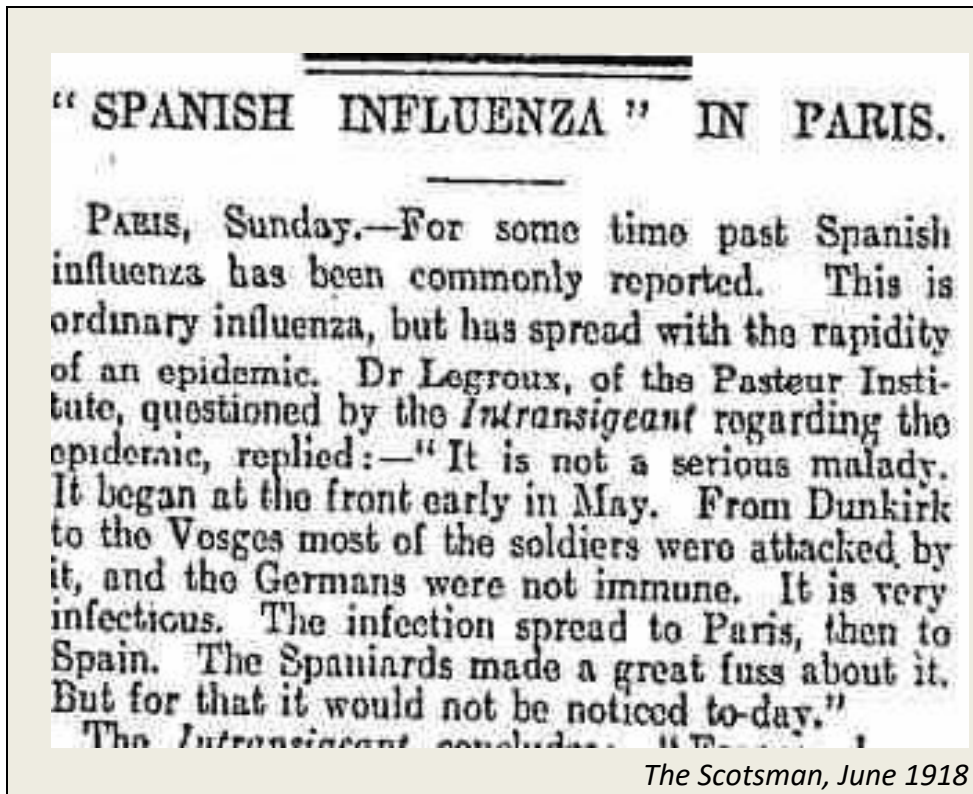 “SPANISH INFLUENZA” IN PARIS.
PARIS, Sunday.—For some time past Spanish
influenza has been commonly reported. This is
ordinary influenza, but has spread with the rapidity
of an epidemic. Dr Legroux, of the Pasteur Insti-
tute, questioned by the Intransigeant regarding the
epidemic, replied:—“It is not a serious malady.
It began at the front early in May. From Dunkirk
to the Vosges most of the soldiers were attacked by
it, and the Germans were not immune. It is very
infectious. The infection spread to Paris, then to
Spain. The Spaniards made a great fuss about it.
But for that it would not be noticed to-day.”
The Intransigeant concludes: “
The Scotsman, June 1918